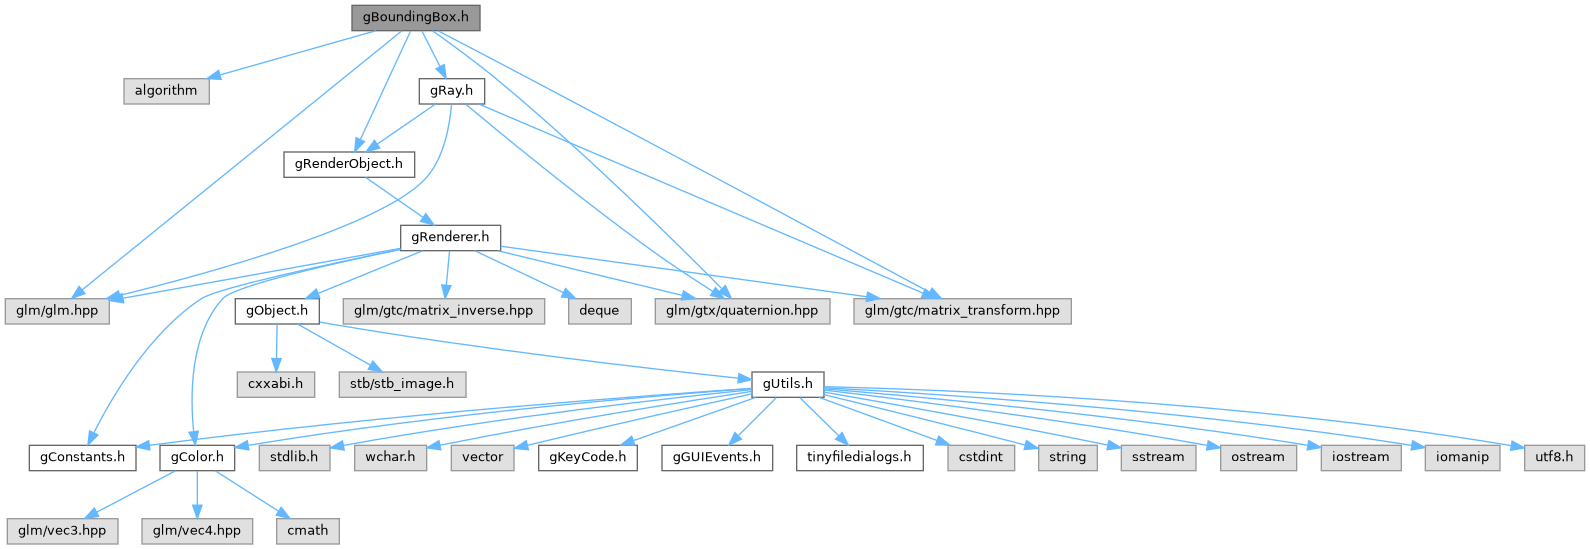 gBoundingBox.h
algorithm
gRay.h
gRenderObject.h
gRenderer.h
glm/glm.hpp
gObject.h
glm/gtc/matrix_inverse.hpp
deque
glm/gtx/quaternion.hpp
glm/gtc/matrix_transform.hpp
cxxabi.h
stb/stb_image.h
gUtils.h
gConstants.h
gColor.h
stdlib.h
wchar.h
vector
gKeyCode.h
gGUIEvents.h
tinyfiledialogs.h
cstdint
string
sstream
ostream
iostream
iomanip
utf8.h
glm/vec3.hpp
glm/vec4.hpp
cmath